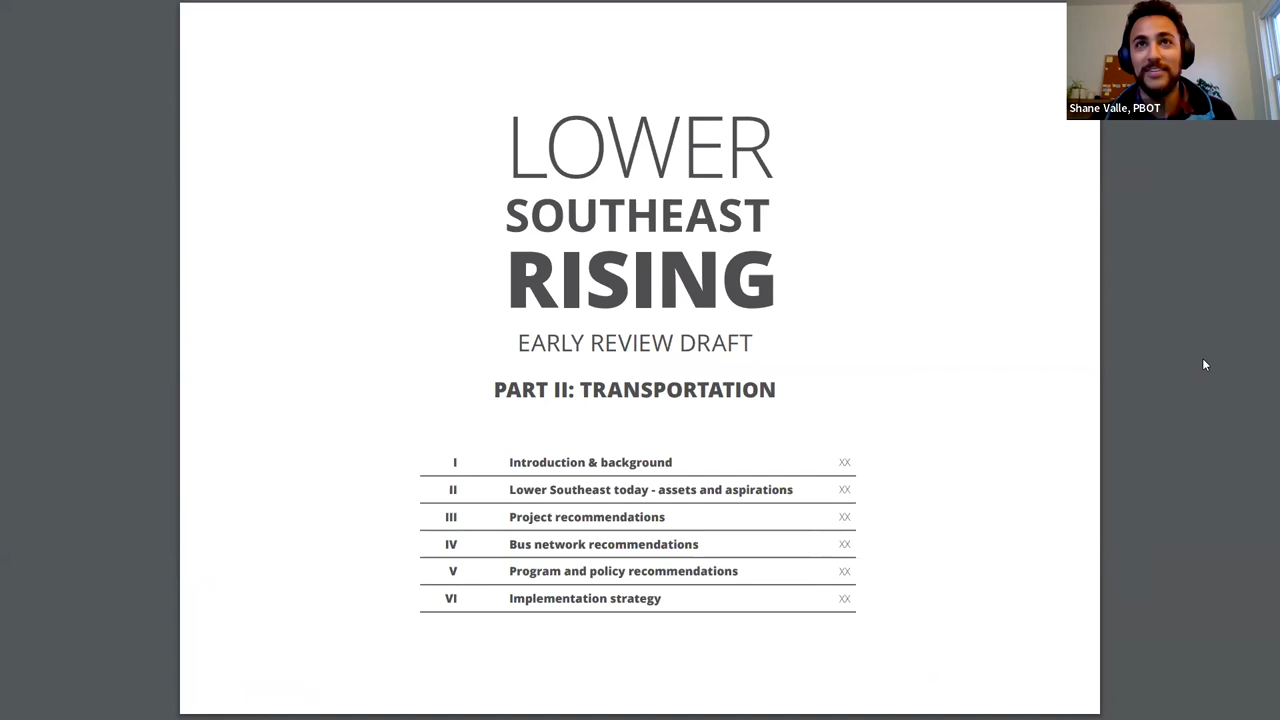 LOWER
SOUTHEAST
RISING
EARLY REVIEW DRAFT
PART II: TRANSPORTATION
I Introduction & background XX
II Lower Southeast today - assets and aspirations XX
III Project recommendations XX
IV Bus network recommendations XX
V Program and policy recommendations XX
VI Implementation strategy XX
Shane Valle, PBOT